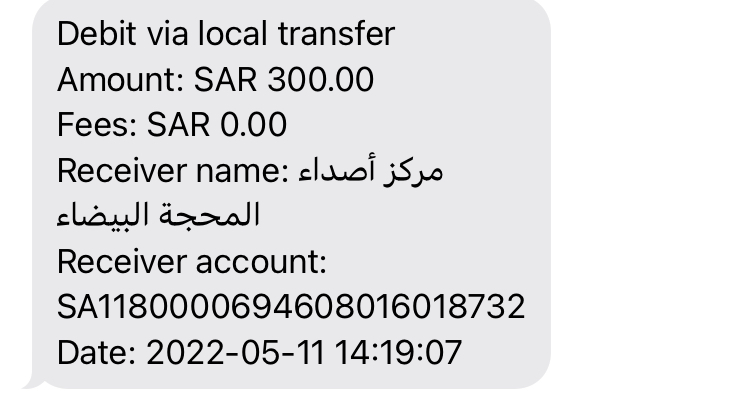 Debit via local transfer
Amount: SAR 300.00
Fees: SAR 0.00
Receiver name: مركز أصداء
المحجة البيضاء
Receiver account:
SA1180000694608016018732
Date: 2022-05-11 14:19:07